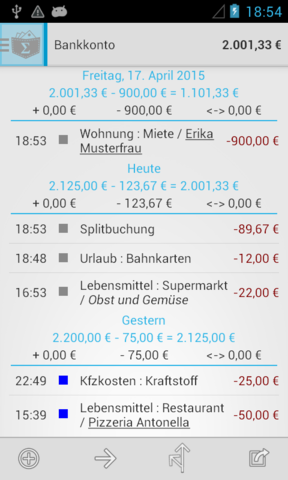 18:54
Bankkonto 2.001,33 €
Freitag, 17. April 2015
2.001,33 € - 900,00 € = 1.101,33 €
+ 0,00 € - 900,00 € <-> 0,00 €
18:53 Wohnung : Miete / Erika -900,00 €
Musterfrau
Heute
2.125,00 € - 123,67 € = 2.001,33 €
+ 0,00 € - 123,67 € <-> 0,00 €
18:53 Splitbuchung -89,67 €
18:48 Urlaub : Bahnkarten -12,00 €
16:53 Lebensmittel : Supermarkt -22,00 €
/ Obst und Gemüse
Gestern
2.200,00 € - 75,00 € = 2.125,00 €
+ 0,00 € - 75,00 € <-> 0,00 €
22:49 Kfzkosten : Kraftstoff -25,00 €
15:39 Lebensmittel : Restaurant -50,00 €
/ Pizzeria Antonella